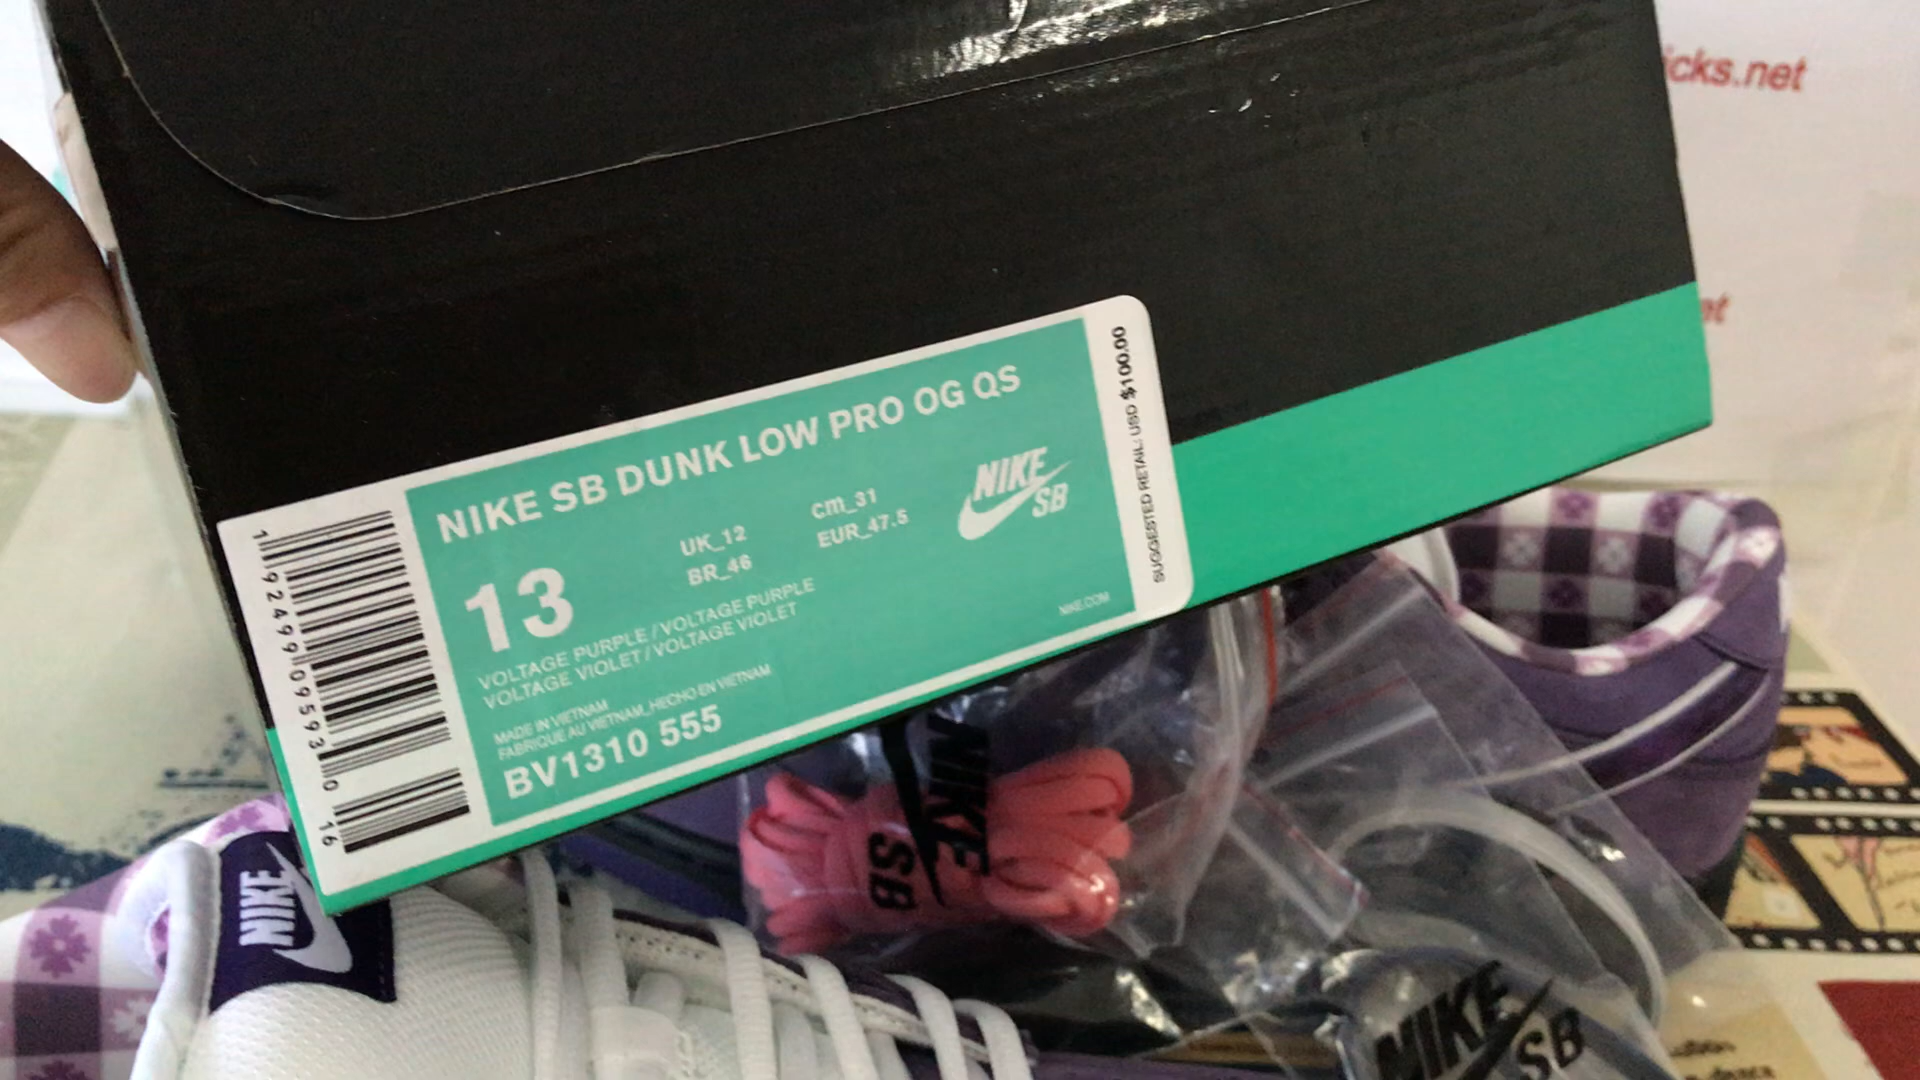 icks.net
et
NIKE SB DUNK LOW PRO OG QS
13
UK_12
BR_46
cm_31
EUR_47.5
NIKE
SB
VOLTAGE PURPLE / VOLTAGE PURPLE
VOLTAGE VIOLET / VOLTAGE VIOLET
MADE IN VIETNAM
FABRIQUE AU VIETNAM_HECHO EN VIETNAM
BV1310 555
NIKE.COM
SUGGESTED RETAIL: USD $100.00
1 92499 09593 0 16
NIKE
NIKE
SB
NIKE
SB